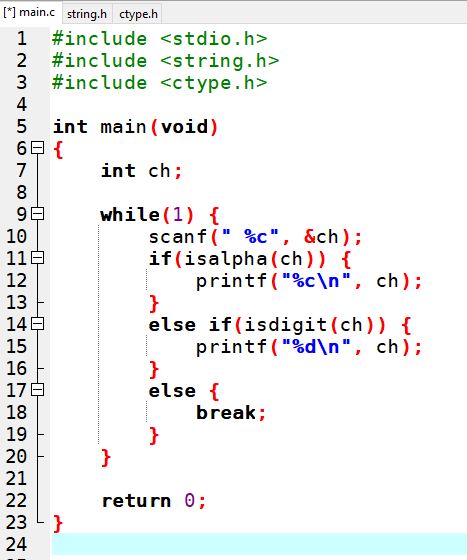 [*] main.c string.h ctype.h
1 #include <stdio.h>
2 #include <string.h>
3 #include <ctype.h>
4
5 int main(void)
6 {
7     int ch;
8
9     while(1) {
10         scanf(" %c", &ch);
11         if(isalpha(ch)) {
12             printf("%c\n", ch);
13         }
14         else if(isdigit(ch)) {
15             printf("%d\n", ch);
16         }
17         else {
18             break;
19         }
20     }
21
22     return 0;
23 }
24